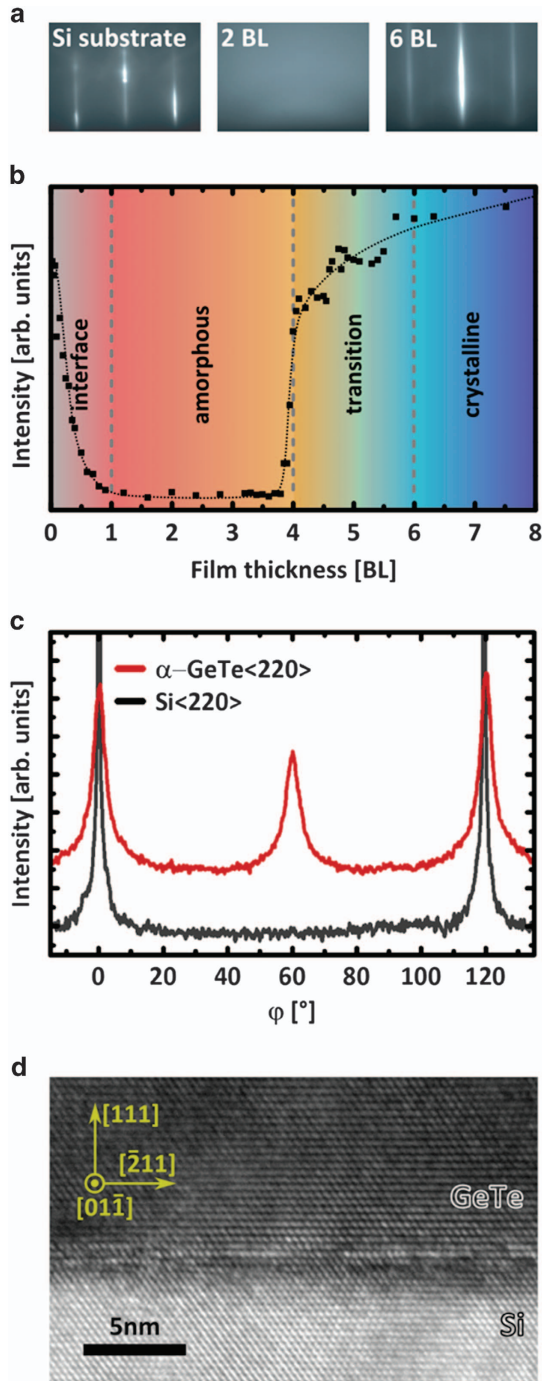 a
Si substrate 2 BL 6 BL
b
Intensity [arb. units]
interface
amorphous
transition
crystalline
0 1 2 3 4 5 6 7 8
Film thickness [BL]
c
Intensity [arb. units]
α−GeTe<220>
Si<220>
0 20 40 60 80 100 120
φ [°]
d
[111]
[2̄11]
[011̄]
GeTe
Si
5nm